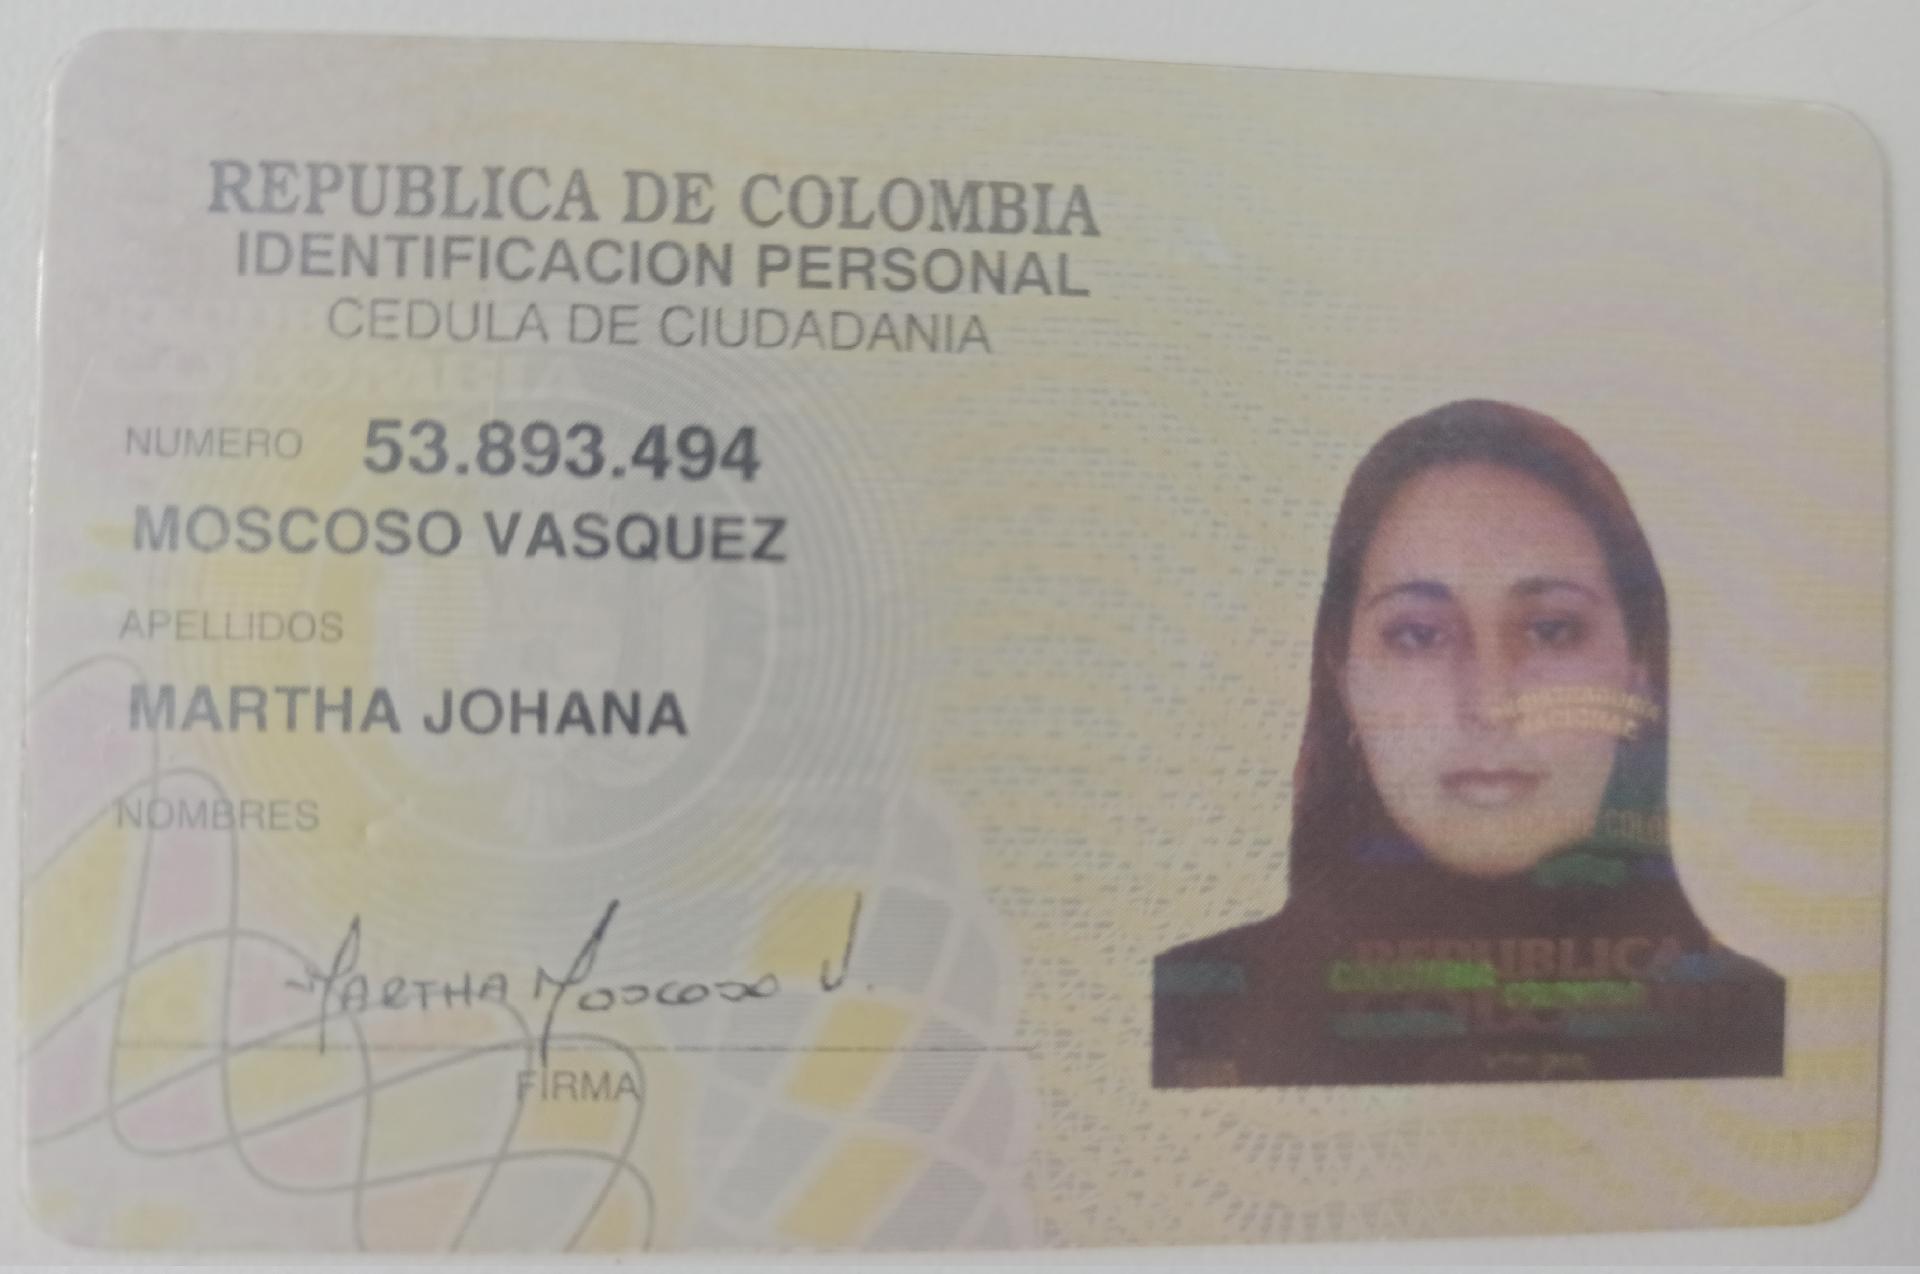 REPUBLICA DE COLOMBIA
IDENTIFICACION PERSONAL
CEDULA DE CIUDADANIA
NUMERO 53.893.494
MOSCOSO VASQUEZ
APELLIDOS
MARTHA JOHANA
NOMBRES
MARTHA MOSCOSO V.
FIRMA
REPUBLICA
COLOMBIA